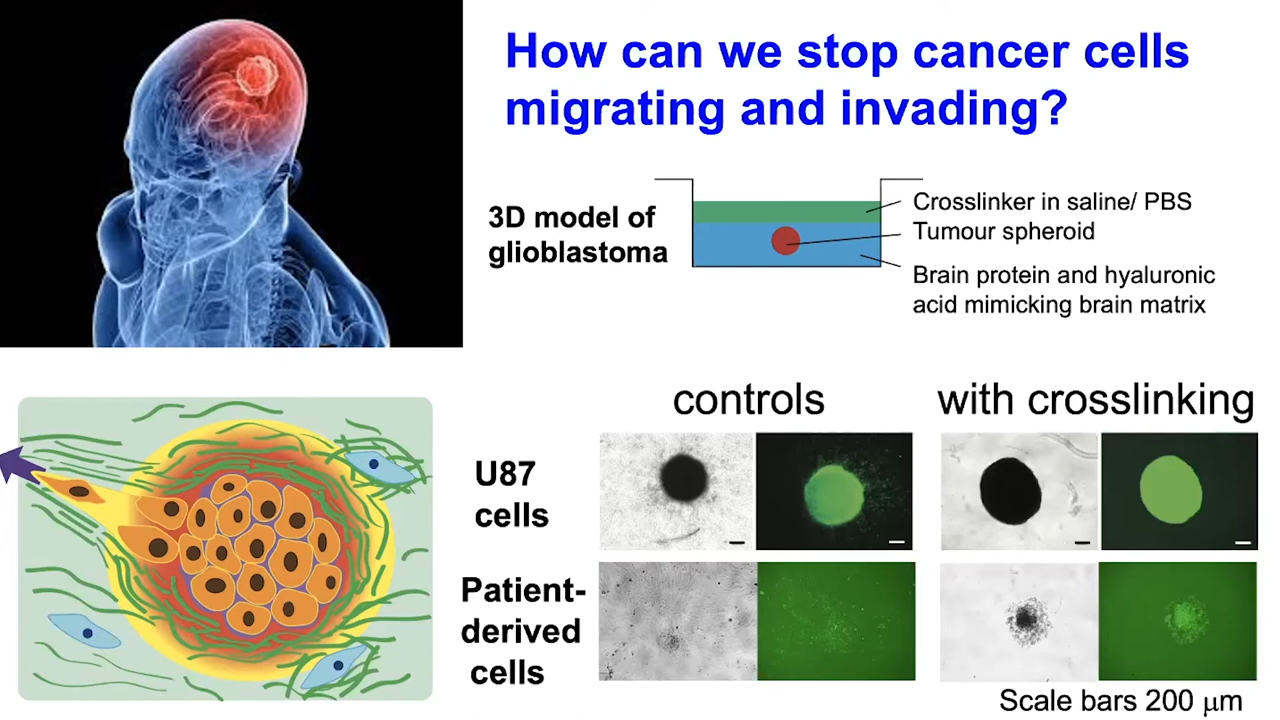 How can we stop cancer cells
migrating and invading?
3D model of
glioblastoma
Crosslinker in saline/ PBS
Tumour spheroid
Brain protein and hyaluronic
acid mimicking brain matrix
controls
with crosslinking
U87
cells
Patient-
derived
cells
Scale bars 200 μm